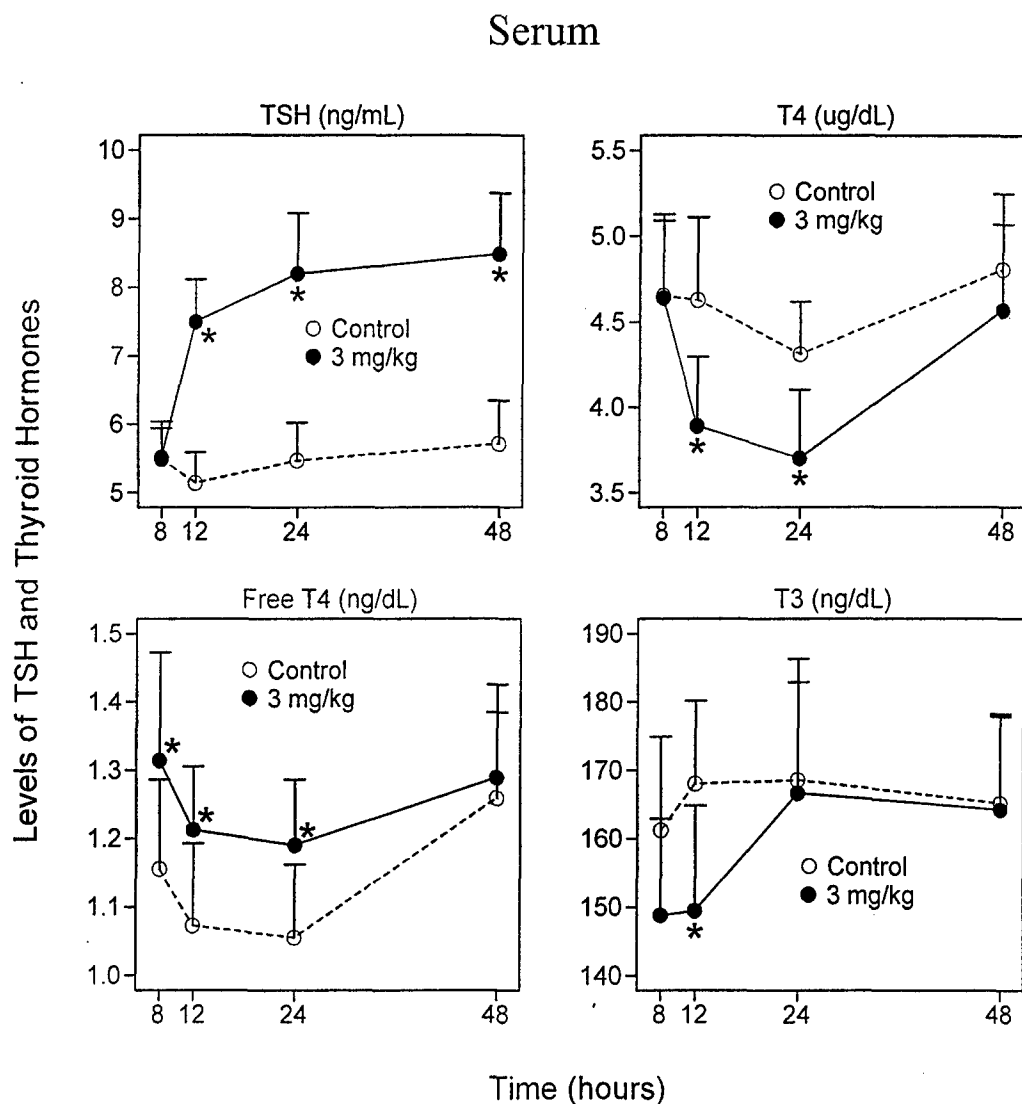 Serum
Levels of TSH and Thyroid Hormones
TSH (ng/mL)
10
9
8
7
6
5
* * *
Control
3 mg/kg
8 12 24 48
T4 (ug/dL)
5.5
5.0
4.5
4.0
3.5
Control
3 mg/kg
* *
8 12 24 48
Free T4 (ng/dL)
1.5
1.4
1.3
1.2
1.1
1.0
Control
3 mg/kg
* * *
8 12 24 48
T3 (ng/dL)
190
180
170
160
150
140
Control
3 mg/kg
*
8 12 24 48
Time (hours)